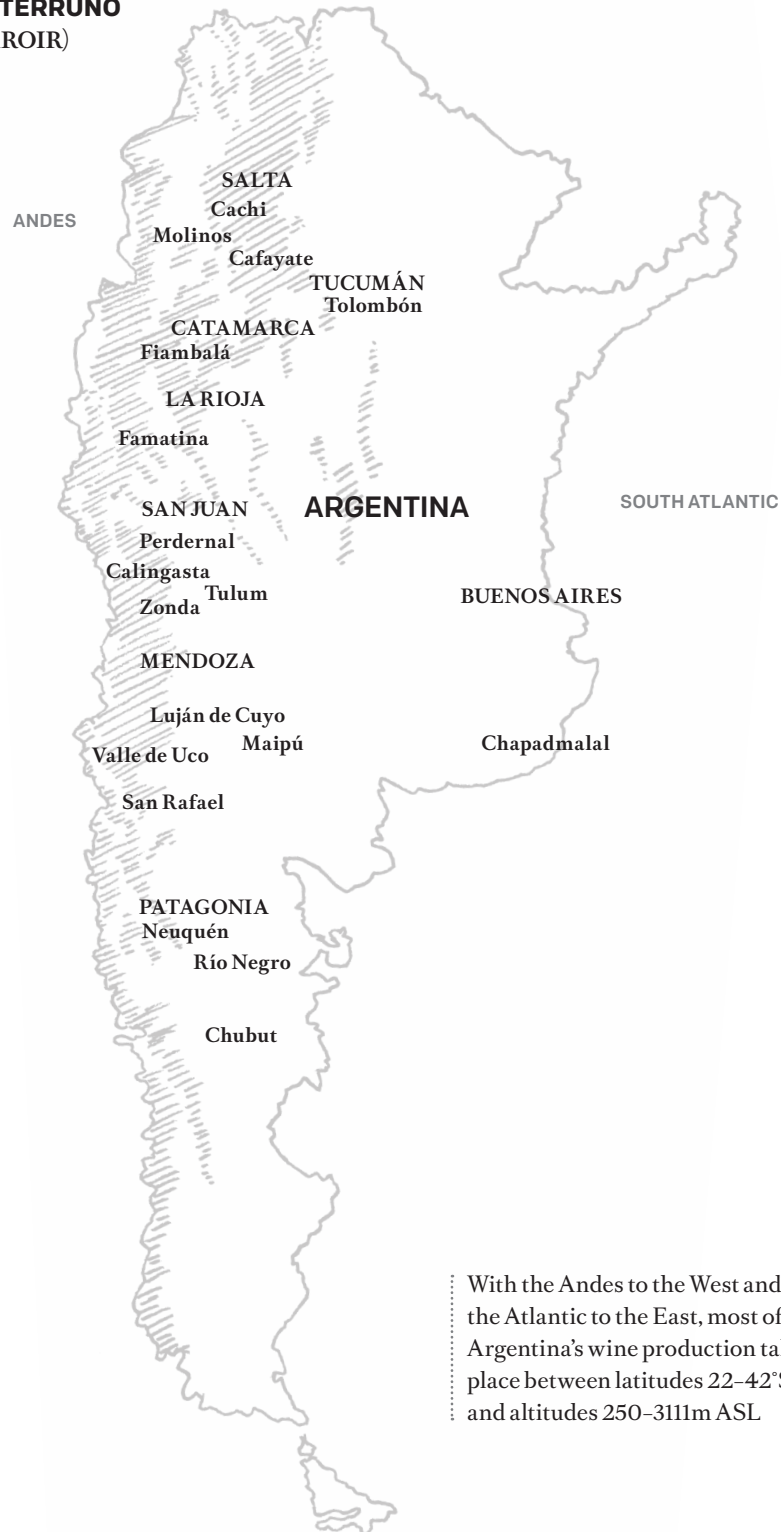 TERRUÑO
ROIR)
SALTA
Cachi
ANDES
Molinos
Cafayate
TUCUMÁN
Tolombón
CATAMARCA
Fiambalá
LA RIOJA
Famatina
SAN JUAN
ARGENTINA
SOUTH ATLANTIC
Perdernal
Calingasta
Tulum
Zonda
BUENOS AIRES
MENDOZA
Luján de Cuyo
Maipú
Chapadmalal
Valle de Uco
San Rafael
PATAGONIA
Neuquén
Río Negro
Chubut
With the Andes to the West and
the Atlantic to the East, most of
Argentina’s wine production ta
place between latitudes 22–42°S
and altitudes 250–3111m ASL